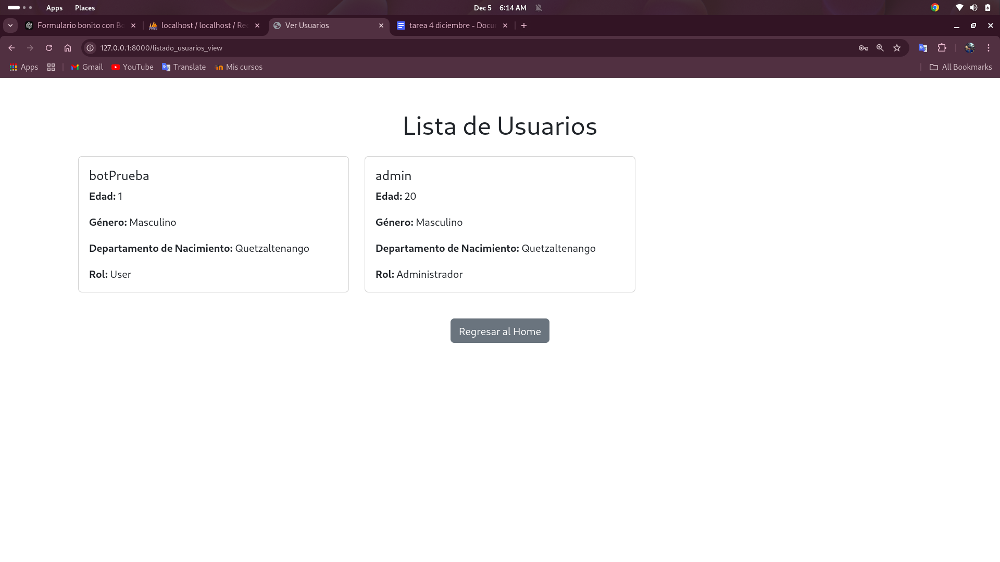 Apps Places Dec 5 6:14 AM
Formulario bonito con Bo localhost / localhost / Re Ver Usuarios tarea 4 diciembre - Docu
127.0.0.1:8000/listado_usuarios_view
Apps Gmail YouTube Translate Mis cursos All Bookmarks
Lista de Usuarios
botPrueba
Edad: 1
Género: Masculino
Departamento de Nacimiento: Quetzaltenango
Rol: User
admin
Edad: 20
Género: Masculino
Departamento de Nacimiento: Quetzaltenango
Rol: Administrador
Regresar al Home